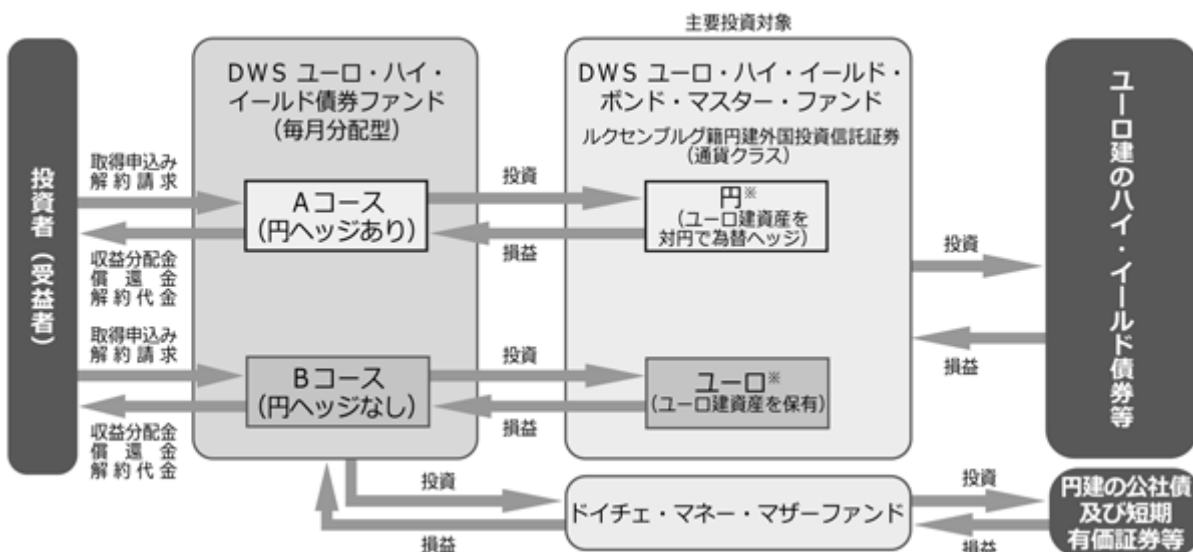 主要投資対象
投資者（受益者）
取得申込み
解約請求
収益分配金
償還金
解約代金
取得申込み
解約請求
収益分配金
償還金
解約代金
DWS ユーロ・ハイ・
イールド債券ファンド
（毎月分配型）
Aコース
（円ヘッジあり）
Bコース
（円ヘッジなし）
投資
損益
投資
損益
DWS ユーロ・ハイ・イールド・
ボンド・マスター・ファンド
ルクセンブルグ籍円建外国投資信託証券
（通貨クラス）
円※
（ユーロ建資産を
対円で為替ヘッジ）
ユーロ※
（ユーロ建資産を保有）
投資
損益
ユーロ建のハイ・イールド債券等
投資
損益
ドイチェ・マネー・マザーファンド
投資
損益
円建の公社債
及び短期
有価証券等